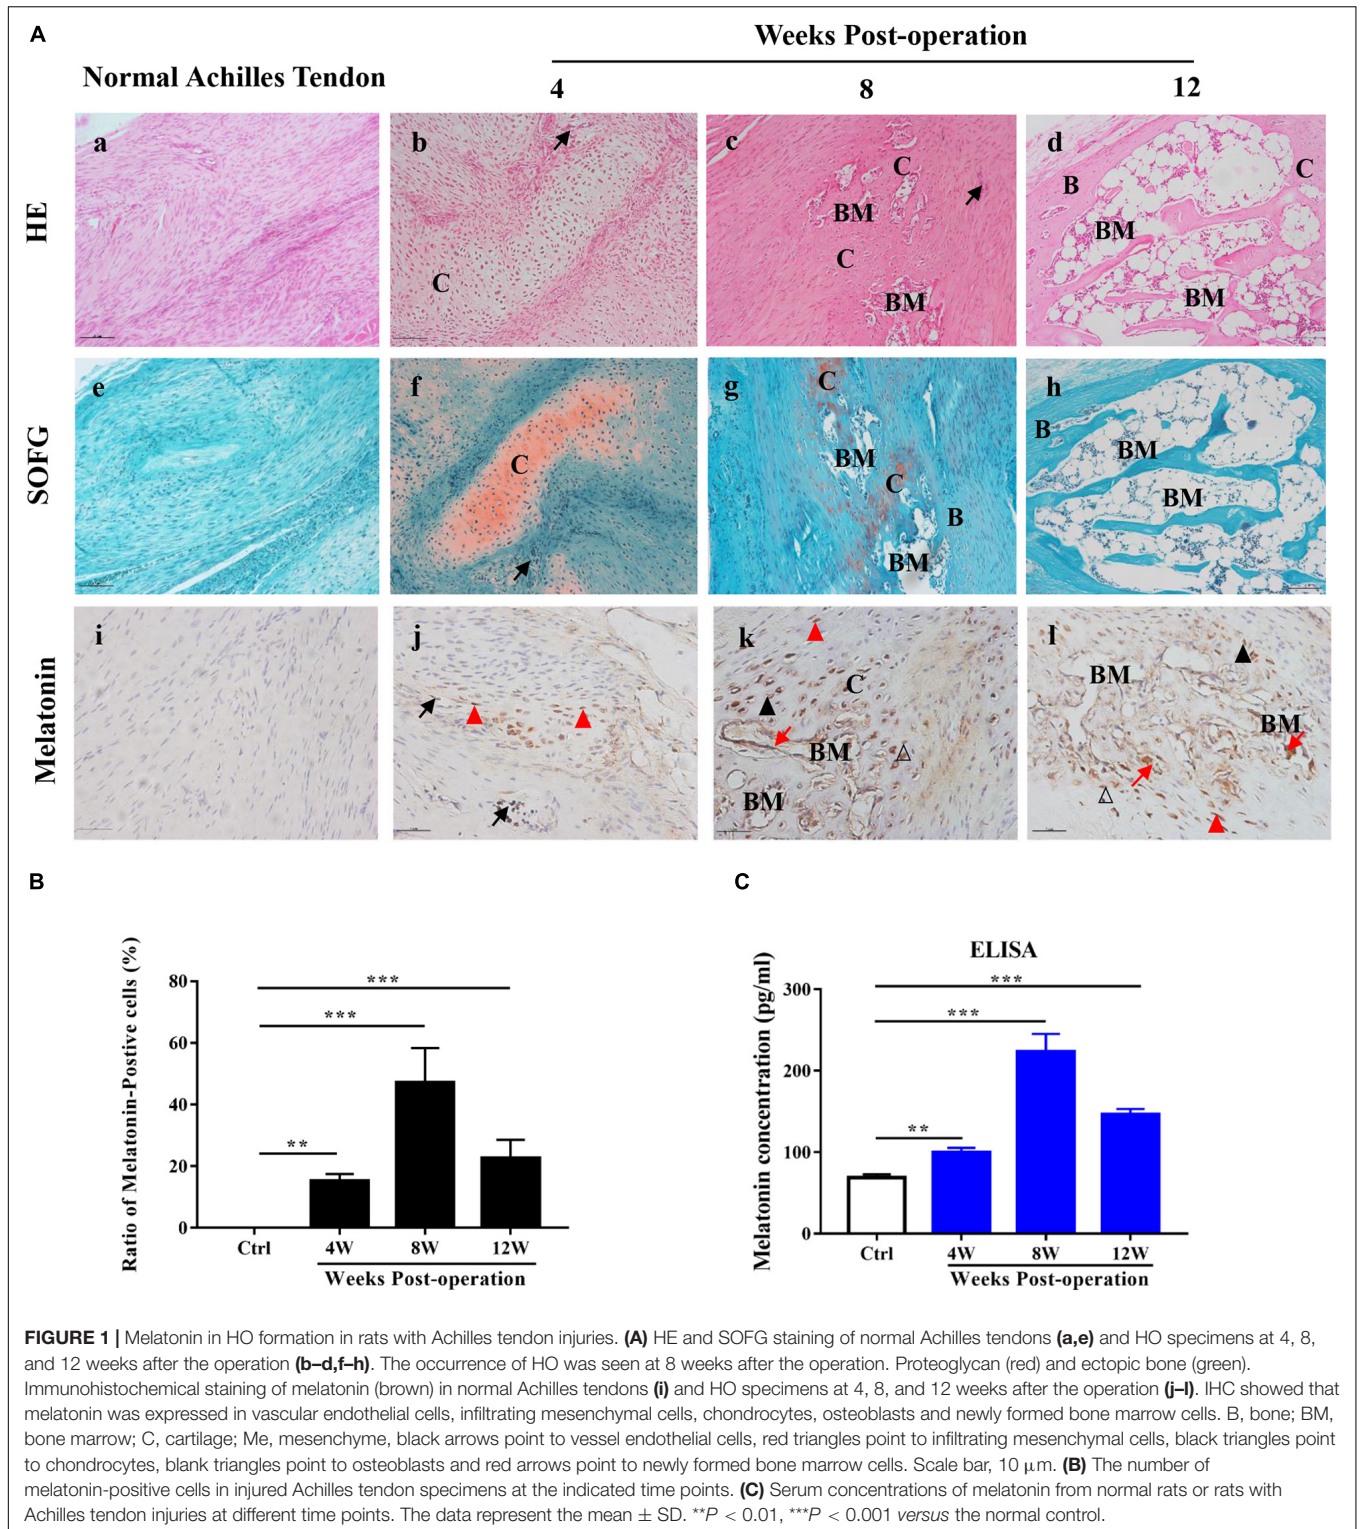 A
Weeks Post-operation
Normal Achilles Tendon
4 8 12
HE
a
b
C
c
C
BM
C
BM
d
B
C
BM
BM
SOFG
e
f
C
g
C
BM
C
B
BM
h
B
BM
BM
Melatonin
i
j
k
C
BM
BM
l
BM
BM
B
Ratio of Melatonin-Postive cells (%)
80
60
40
20
0
***
***
**
Ctrl 4W 8W 12W
Weeks Post-operation
C
ELISA
Melatonin concentration (pg/ml)
300
200
100
0
***
***
**
Ctrl 4W 8W 12W
Weeks Post-operation
FIGURE 1 | Melatonin in HO formation in rats with Achilles tendon injuries. (A) HE and SOFG staining of normal Achilles tendons (a,e) and HO specimens at 4, 8,
and 12 weeks after the operation (b–d,f–h). The occurrence of HO was seen at 8 weeks after the operation. Proteoglycan (red) and ectopic bone (green).
Immunohistochemical staining of melatonin (brown) in normal Achilles tendons (i) and HO specimens at 4, 8, and 12 weeks after the operation (j–l). IHC showed that
melatonin was expressed in vascular endothelial cells, infiltrating mesenchymal cells, chondrocytes, osteoblasts and newly formed bone marrow cells. B, bone; BM,
bone marrow; C, cartilage; Me, mesenchyme, black arrows point to vessel endothelial cells, red triangles point to infiltrating mesenchymal cells, black triangles point
to chondrocytes, blank triangles point to osteoblasts and red arrows point to newly formed bone marrow cells. Scale bar, 10 μm. (B) The number of
melatonin-positive cells in injured Achilles tendon specimens at the indicated time points. (C) Serum concentrations of melatonin from normal rats or rats with
Achilles tendon injuries at different time points. The data represent the mean ± SD. **P < 0.01, ***P < 0.001 versus the normal control.